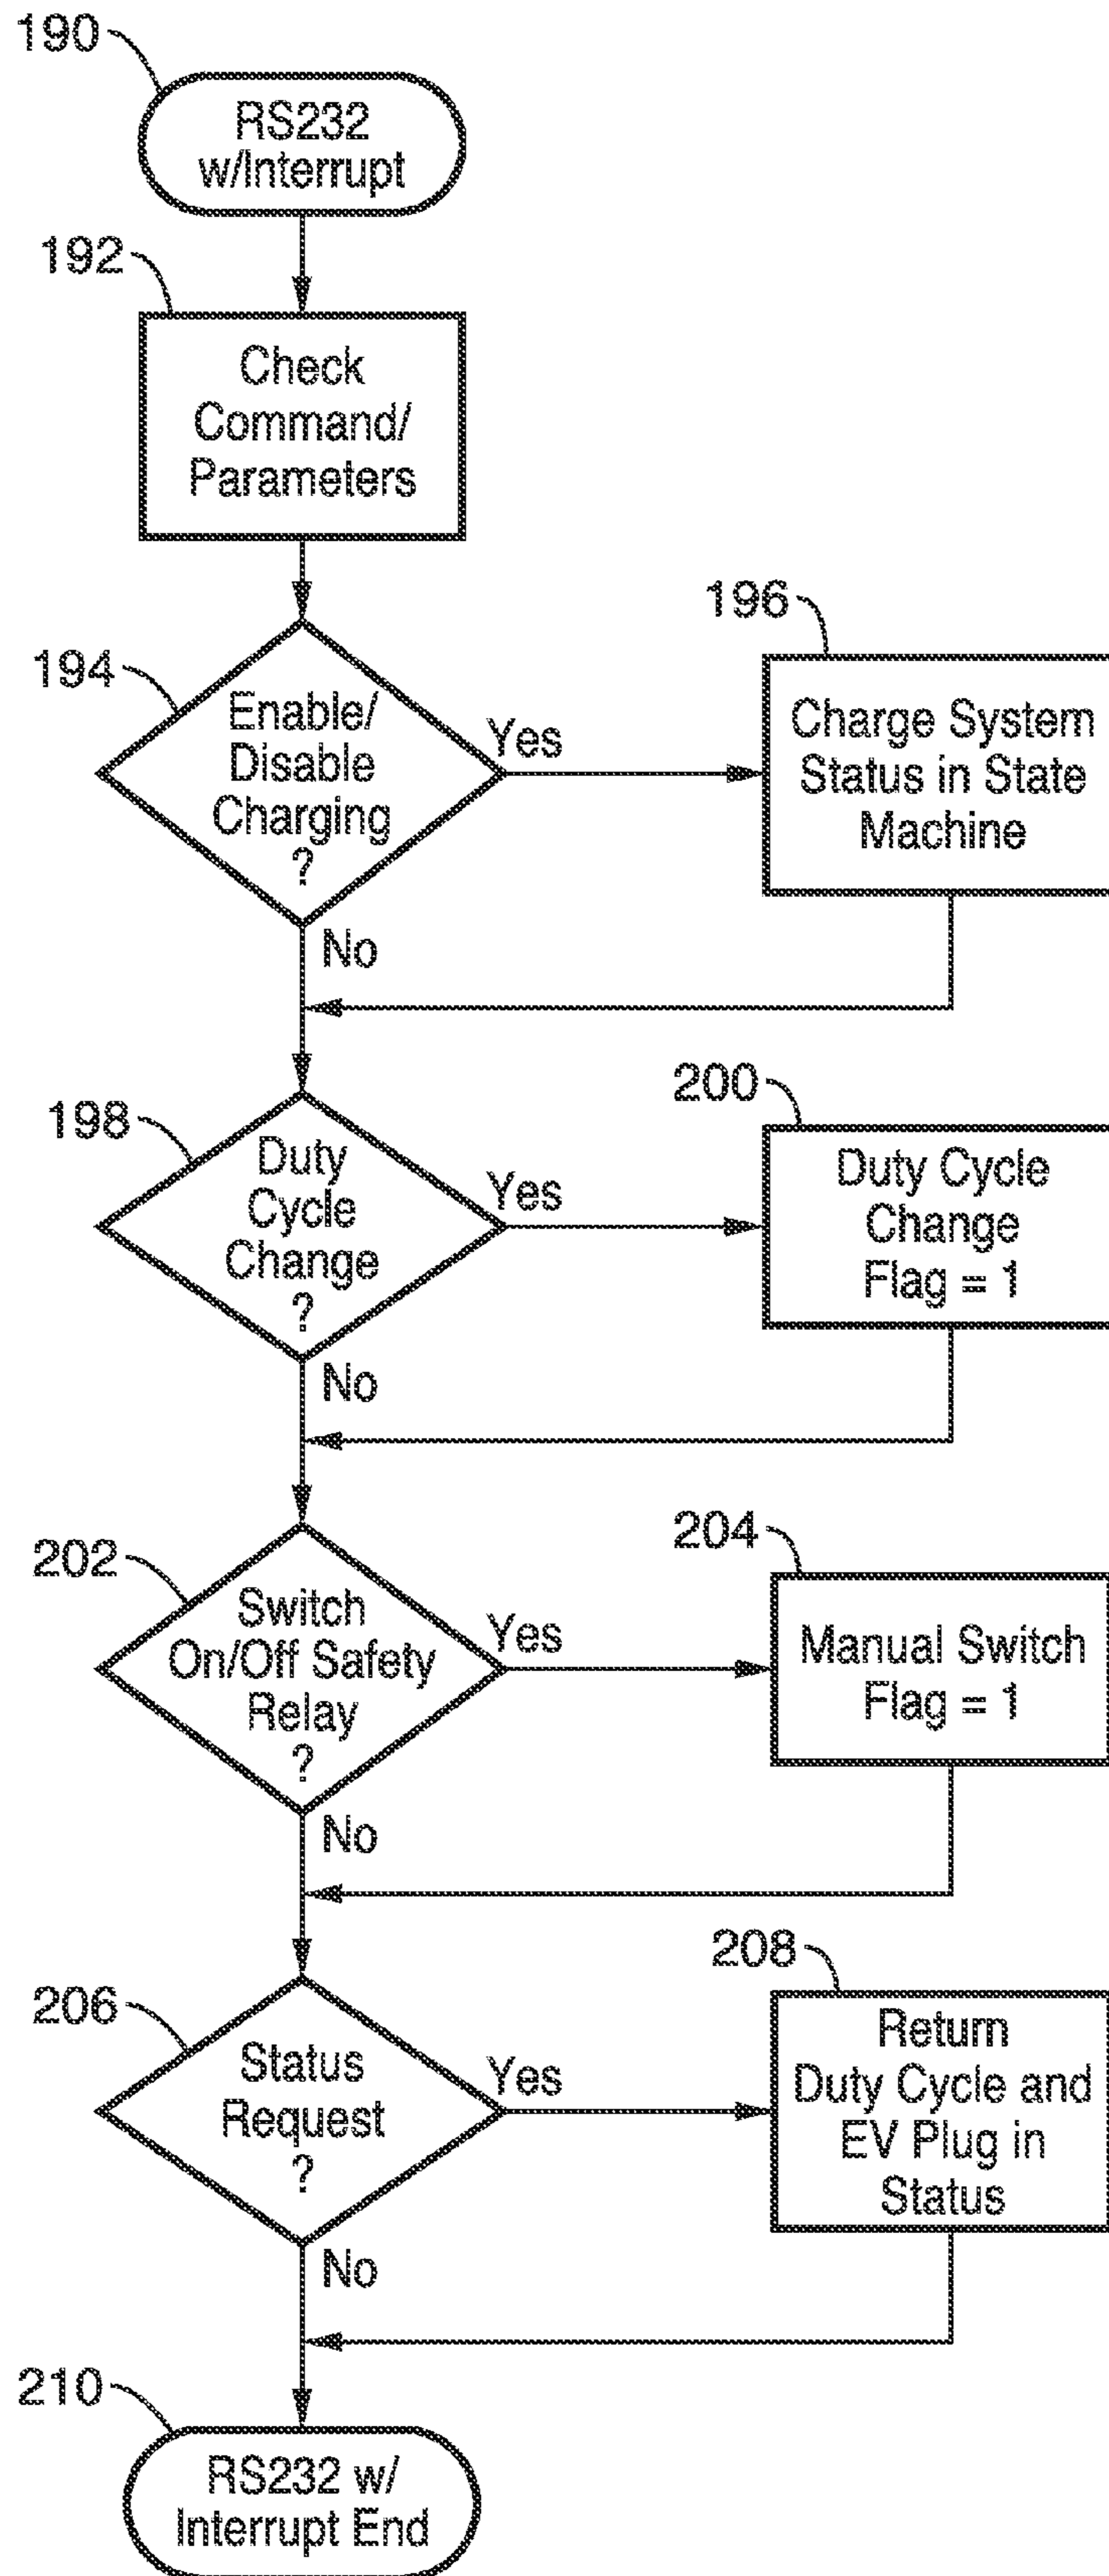 190
RS232
w/Interrupt
192
Check
Command/
Parameters
194
Enable/
Disable
Charging
?
Yes
No
196
Charge System
Status in State
Machine
198
Duty
Cycle
Change
?
Yes
No
200
Duty Cycle
Change
Flag = 1
202
Switch
On/Off Safety
Relay
?
Yes
No
204
Manual Switch
Flag = 1
206
Status
Request
?
Yes
No
208
Return
Duty Cycle and
EV Plug in
Status
210
RS232 w/
Interrupt End